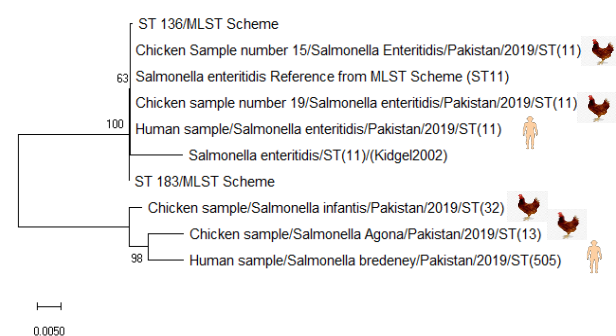 ST 136/MLST Scheme
Chicken Sample number 15/Salmonella Enteritidis/Pakistan/2019/ST(11)
63
Salmonella enteritidis Reference from MLST Scheme (ST11)
Chicken sample number 19/Salmonella enteritidis/Pakistan/2019/ST(11)
100
Human sample/Salmonella enteritidis/Pakistan/2019/ST(11)
Salmonella enteritidis/ST(11)/(Kidgel2002)
ST 183/MLST Scheme
Chicken sample/Salmonella infantis/Pakistan/2019/ST(32)
Chicken sample/Salmonella Agona/Pakistan/2019/ST(13)
98
Human sample/Salmonella bredeney/Pakistan/2019/ST(505)
0.0050